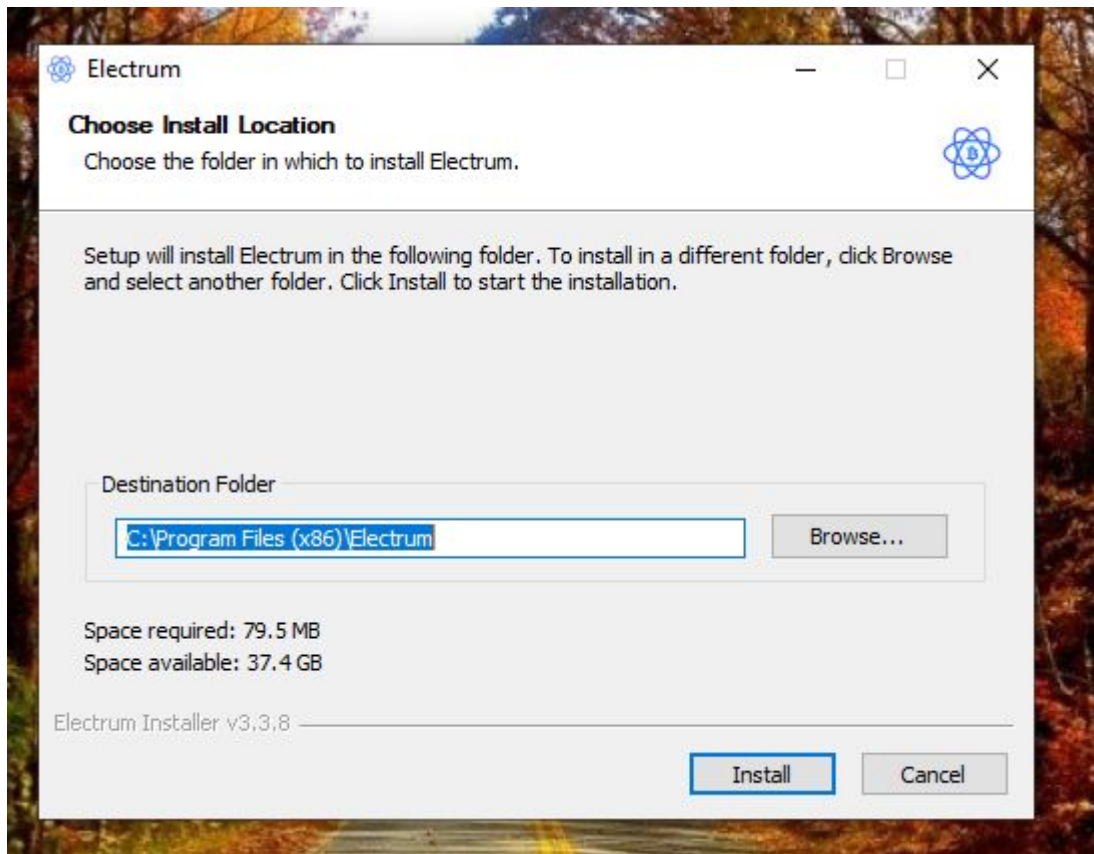 Electrum
Choose Install Location
Choose the folder in which to install Electrum.
Setup will install Electrum in the following folder. To install in a different folder, click Browse
and select another folder. Click Install to start the installation.
Destination Folder
C:\Program Files (x86)\Electrum
Browse...
Space required: 79.5 MB
Space available: 37.4 GB
Electrum Installer v3.3.8
Install
Cancel